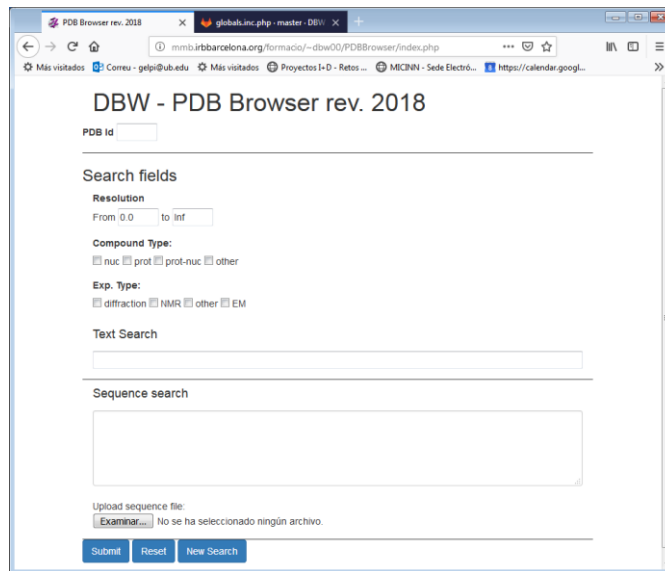 PDB Browser rev. 2018
globals.inc.php · master · DBW
mmb.irbbarcelona.org/formacio/~dbw00/PDBBrowser/index.php
Más visitados Correu - gelpi@ub.edu Más visitados Proyectos I+D - Retos ... MICINN - Sede Electró... https://calendar.googl...
DBW - PDB Browser rev. 2018
PDB Id
Search fields
Resolution
From 0.0 to Inf
Compound Type:
nuc prot prot-nuc other
Exp. Type:
diffraction NMR other EM
Text Search
Sequence search
Upload sequence file:
Examinar... No se ha seleccionado ningún archivo.
Submit Reset New Search